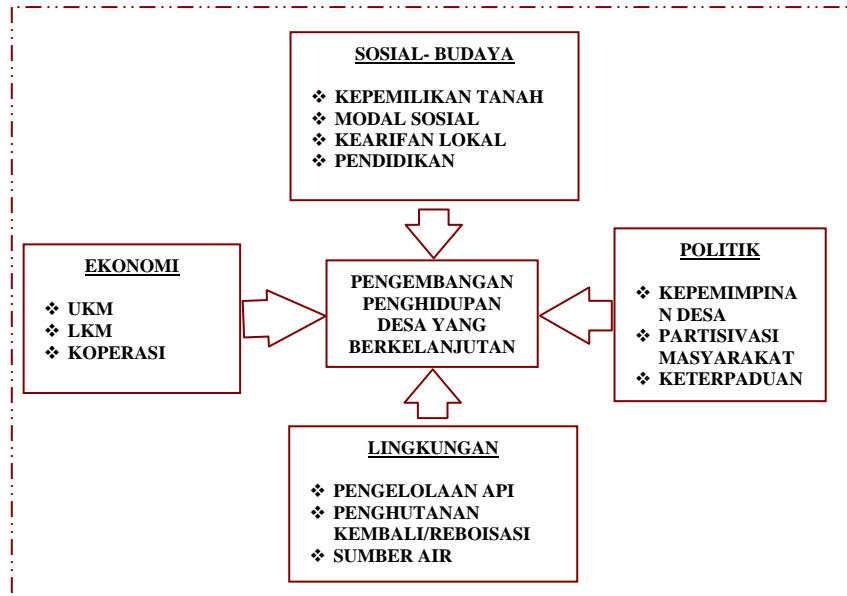 SOSIAL- BUDAYA
❖ KEPEMILIKAN TANAH
❖ MODAL SOSIAL
❖ KEARIFAN LOKAL
❖ PENDIDIKAN
EKONOMI
❖ UKM
❖ LKM
❖ KOPERASI
PENGEMBANGAN
PENGHIDUPAN
DESA YANG
BERKELANJUTAN
POLITIK
❖ KEPEMIMPINA
N DESA
❖ PARTISIVASI
MASYARAKAT
❖ KETERPADUAN
LINGKUNGAN
❖ PENGELOLAAN API
❖ PENGHUTANAN
KEMBALI/REBOISASI
❖ SUMBER AIR